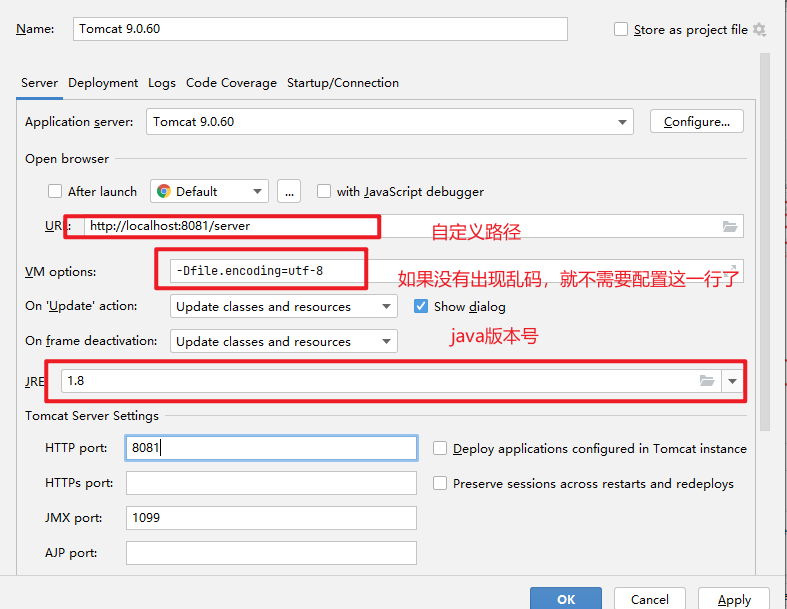 Name: Tomcat 9.0.60 Store as project file
Server Deployment Logs Code Coverage Startup/Connection
Application server: Tomcat 9.0.60 Configure...
Open browser
After launch Default ... with JavaScript debugger
URL: http://localhost:8081/server
自定义路径
VM options: -Dfile.encoding=utf-8
如果没有出现乱码，就不需要配置这一行了
On 'Update' action: Update classes and resources Show dialog
java版本号
On frame deactivation: Update classes and resources
JRE 1.8
Tomcat Server Settings
HTTP port: 8081 Deploy applications configured in Tomcat instance
HTTPs port: Preserve sessions across restarts and redeploys
JMX port: 1099
AJP port:
OK Cancel Apply